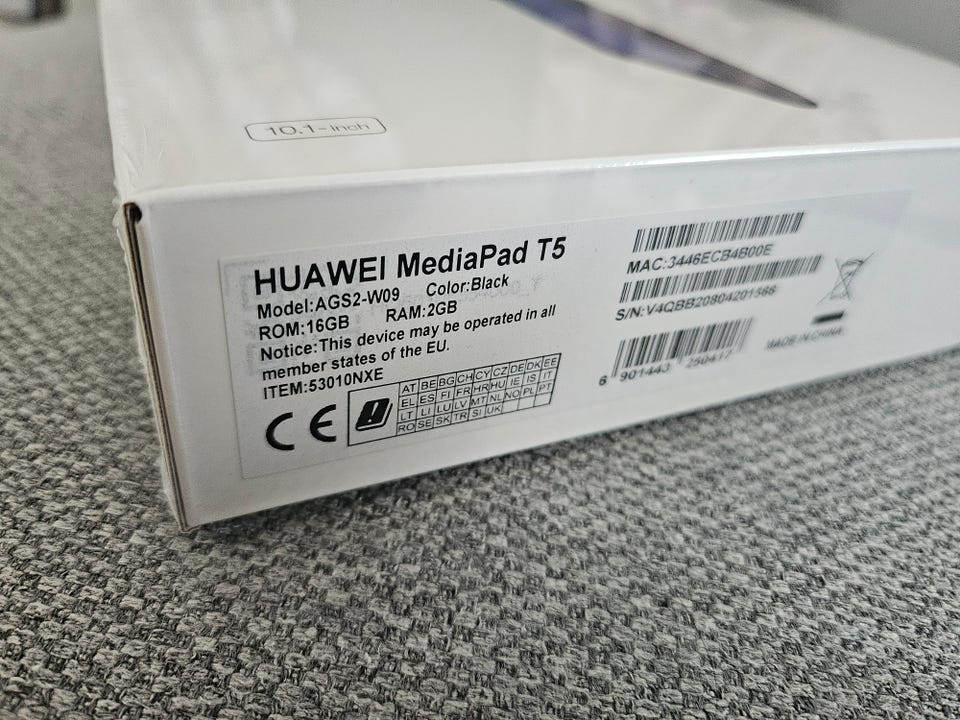 10.1-inch
HUAWEI MediaPad T5
Model:AGS2-W09 Color:Black
ROM:16GB RAM:2GB
Notice:This device may be operated in all
member states of the EU.
ITEM:53010NXE
CE
AT BE BG CH CY CZ DE DK EE
EL ES FI FR HR HU IE IS IT
LT LI LU LV MT NL NO PL PT
RO SE SK TR SI UK
MAC:3446ECB4B00E
S/N:V4QBB20804201566
6 901443 250417
MADE IN CHINA